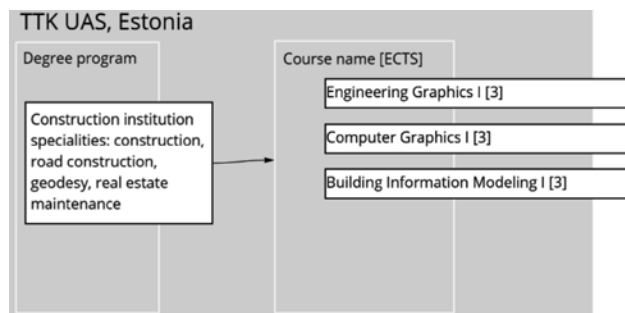 TTK UAS, Estonia
Degree program
Construction institution
specialities: construction,
road construction,
geodesy, real estate
maintenance
Course name [ECTS]
Engineering Graphics I [3]
Computer Graphics I [3]
Building Information Modeling I [3]